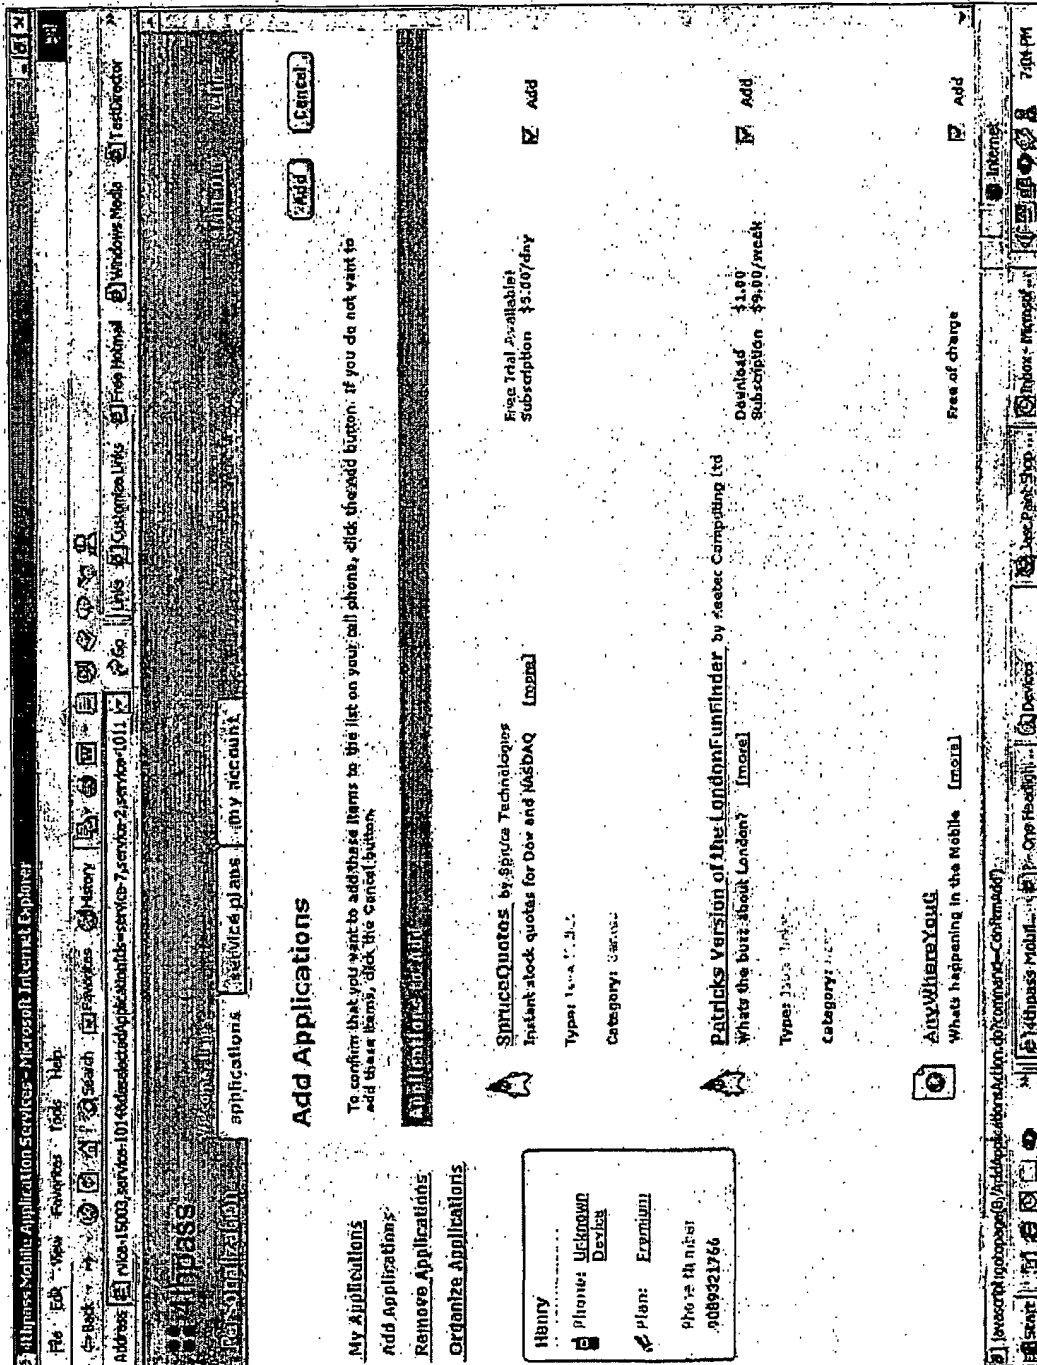 Mobile Application Services - Microsoft Internet Explorer
File Edit View Favorites Tools Help
Back Search Favorites History
Address Go Links Customize Links Free Hotmail Windows Media TestDirector
applications service plans my account
My Applications
Add Applications
Remove Applications
Organize Applications
Henry
Phone: Unknown Device
Plan: Premium
Phone Number
9089321766
Add Applications
Add Cancel
To confirm that you want to add these items to the list on your cell phone, click the Add button. If you do not want to
add these items, click the Cancel button.
SpruceQuotes by Spruce Technologies
Instant stock quotes for Dow and NASDAQ [more]
Free Trial Available!
Subscription $5.00/day
Add
Type:
Category:
Patricks Version of the LondonFunFinder by Keetec Computing Ltd
Whats the buzz about London? [more]
Download $1.00
Subscription $9.00/week
Add
Type:
Category:
AnyWhereYouG
Whats happening in the Mobile [more]
Free of charge
Add
Internet
Start Devices 7:04 PM